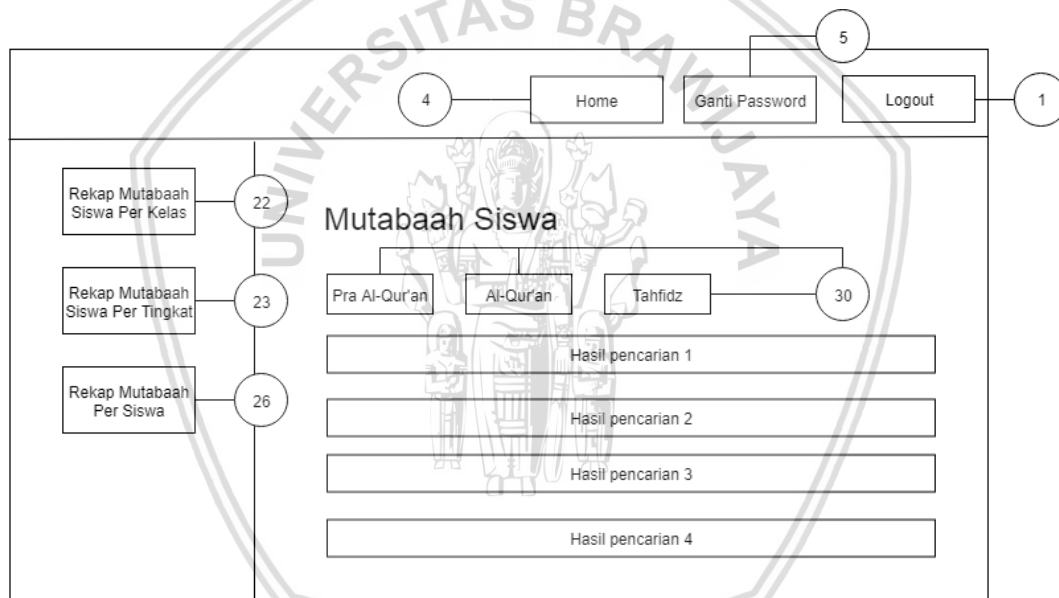 UNIVERSITAS BRAWIJAYA
5
4
Home
Ganti Password
Logout
1
Rekap Mutabaah
Siswa Per Kelas
22
Rekap Mutabaah
Siswa Per Tingkat
23
Rekap Mutabaah
Per Siswa
26
Mutabaah Siswa
Pra Al-Qur'an
Al-Qur'an
Tahfidz
30
Hasil pencarian 1
Hasil pencarian 2
Hasil pencarian 3
Hasil pencarian 4